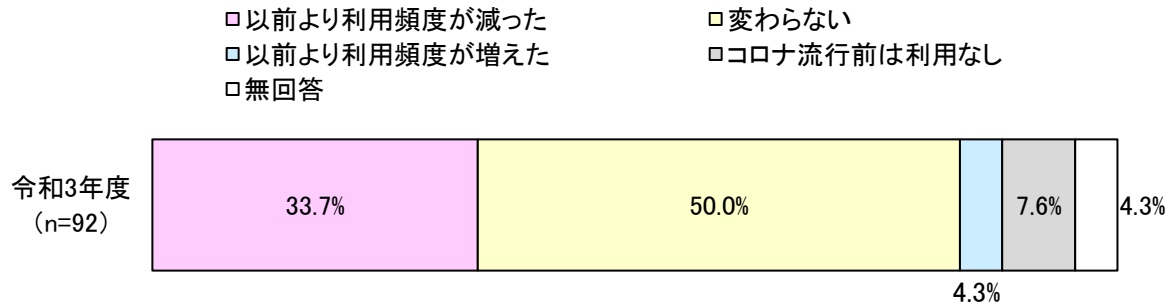 □以前より利用頻度が減った □変わらない
□以前より利用頻度が増えた □コロナ流行前は利用なし
□無回答
令和3年度
（n=92）
33.7% 50.0% 7.6% 4.3%
4.3%